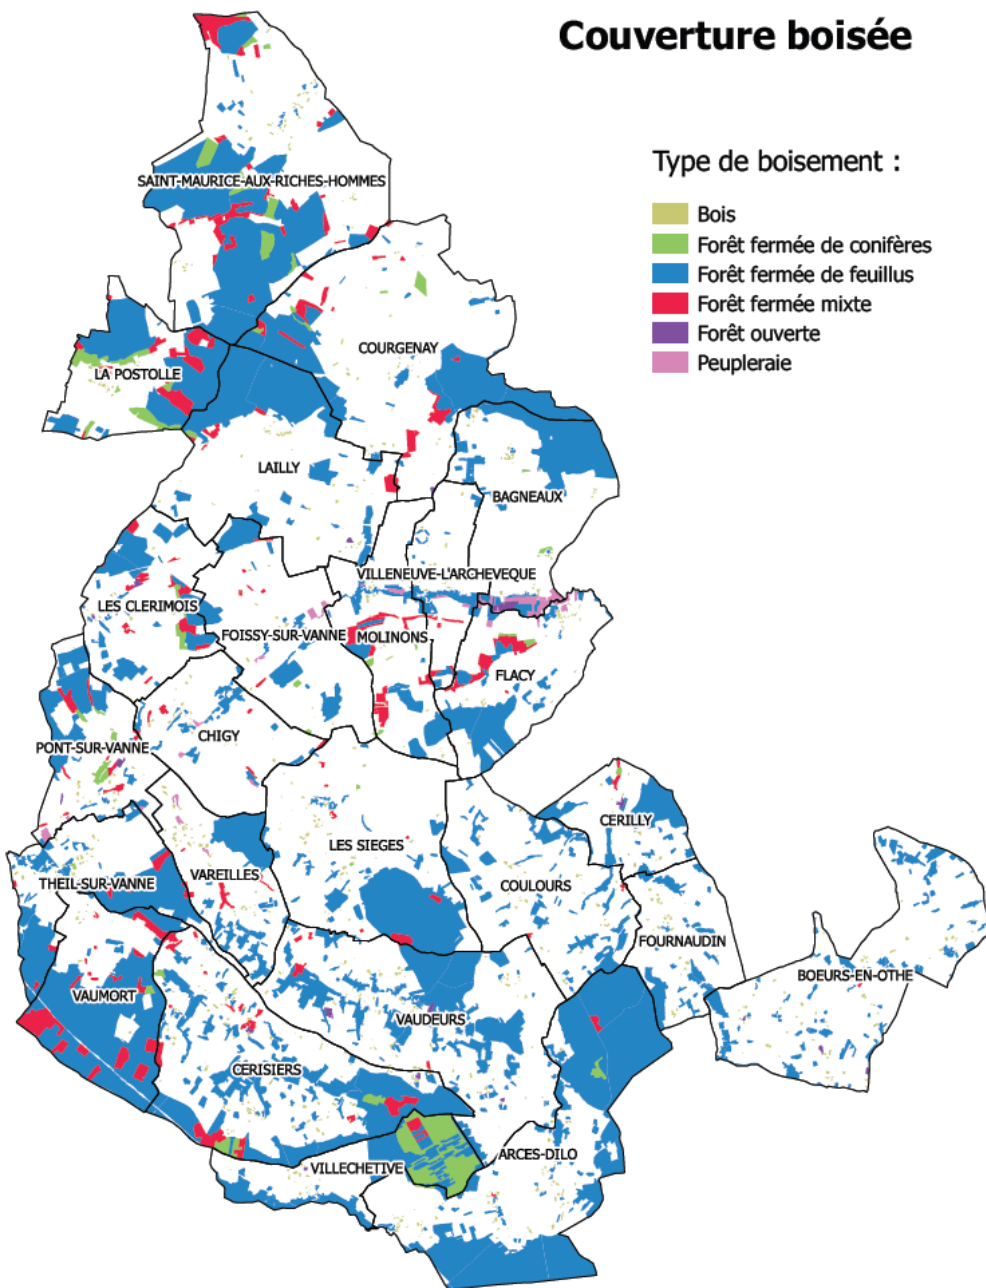 Couverture boisée
Type de boisement :
Bois
Forêt fermée de conifères
Forêt fermée de feuillus
Forêt fermée mixte
Forêt ouverte
Peupleraie
SAINT-MAURICE-AUX-RICHES-HOMMES
COURGENAY
LA POSTOLLE
LAILLY
BAGNEAUX
VILLENEUVE-L'ARCHEVEQUE
LES CLERIMOIS
FOISSY-SUR-VANNE
MOLINONS
FLACY
CHIGY
PONT-SUR-VANNE
CERILLY
LES SIEGES
VAREILLES
THEIL-SUR-VANNE
COULOURS
FOURNAUDIN
BOEURS-EN-OTHE
VAUMORT
VAUDEURS
CERISIERS
ARCES-DILO
VILLECHETIVE